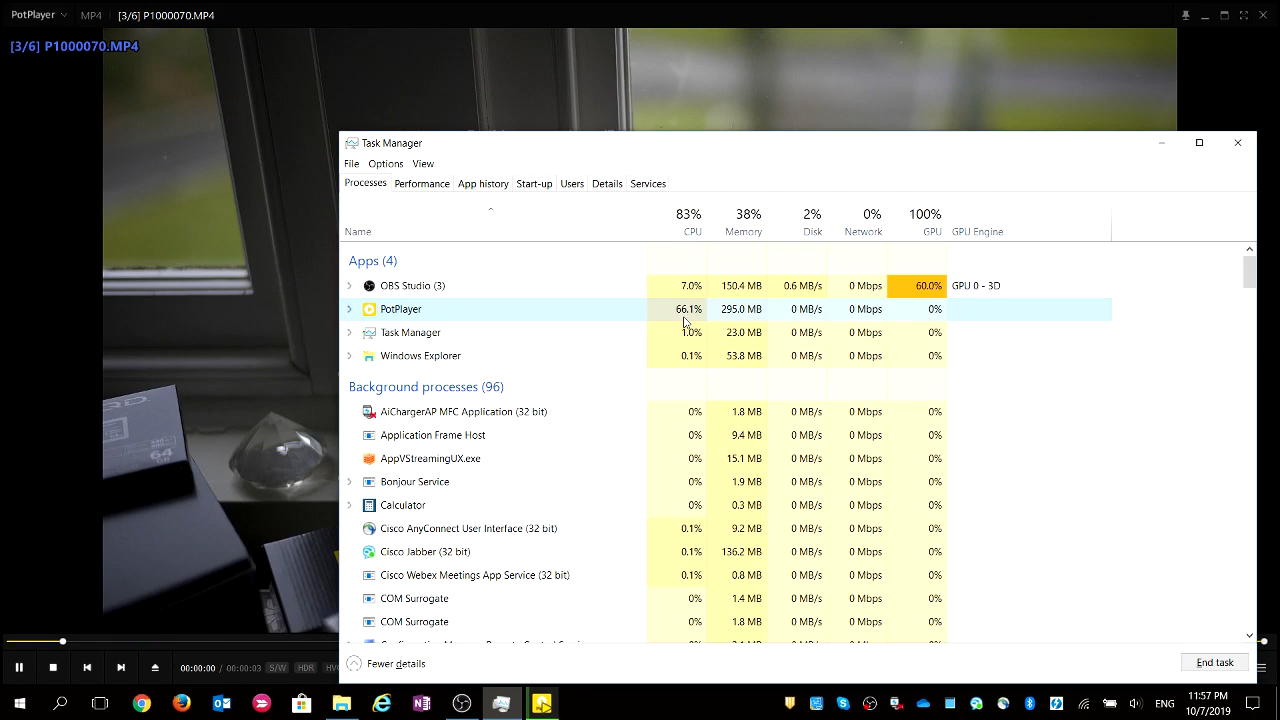 PotPlayer MP4 [3/6] P1000070.MP4
[3/6] P1000070.MP4
Task Manager
File Options View
Processes Performance App history Start-up Users Details Services
83% 38% 2% 0% 100%
Name CPU Memory Disk Network GPU GPU Engine
Apps (4)
OBS Studio (3) 7.0% 150.4 MB 0.6 MB/s 0 Mbps 60.0% GPU 0 - 3D
PotPlayer 66.1% 295.0 MB 0 MB/s 0 Mbps 0%
Task Manager 1.0% 23.0 MB 0 MB/s 0 Mbps 0%
Windows Explorer 0.1% 53.8 MB 0 MB/s 0 Mbps 0%
Background processes (96)
AiChargerAP MFC Application (32 bit) 0% 1.8 MB 0 MB/s 0 Mbps 0%
Application Frame Host 0% 9.4 MB 0 MB/s 0 Mbps 0%
AppVStreamingUX.exe 0% 15.1 MB 0 MB/s 0 Mbps 0%
Bonjour Service 0% 1.9 MB 0 MB/s 0 Mbps 0%
Calculator 0% 0.3 MB 0 MB/s 0 Mbps 0%
Cisco AnyConnect User Interface (32 bit) 0.1% 9.2 MB 0 MB/s 0 Mbps 0%
Cisco Jabber (32 bit) 0.1% 136.2 MB 0 MB/s 0 Mbps 0%
Cisco Webex Meetings App Service (32 bit) 0.1% 0.8 MB 0 MB/s 0 Mbps 0%
COM Surrogate 0% 1.4 MB 0 MB/s 0 Mbps 0%
COM Surrogate 0% 1.8 MB 0 MB/s 0 Mbps 0%
64
00:00:00 / 00:00:03 S/W HDR
Fewer details End task
11:57 PM
10/7/2019